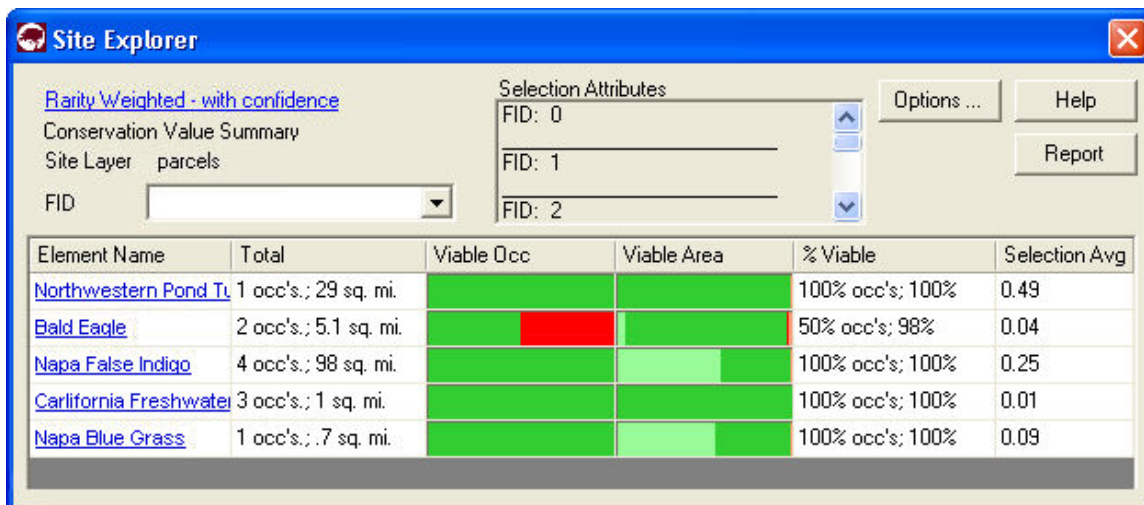 Site Explorer
Rarity Weighted - with confidence
Conservation Value Summary
Site Layer parcels
FID
Selection Attributes
FID: 0
FID: 1
FID: 2
Options ...
Help
Report
Element Name Total Viable Occ Viable Area % Viable Selection Avg
Northwestern Pond Tu 1 occ's.; 29 sq. mi. 100% occ's; 100% 0.49
Bald Eagle 2 occ's.; 5.1 sq. mi. 50% occ's; 98% 0.04
Napa False Indigo 4 occ's.; 98 sq. mi. 100% occ's; 100% 0.25
Carlifornia Freshwater 3 occ's.; 1 sq. mi. 100% occ's; 100% 0.01
Napa Blue Grass 1 occ's.; .7 sq. mi. 100% occ's; 100% 0.09